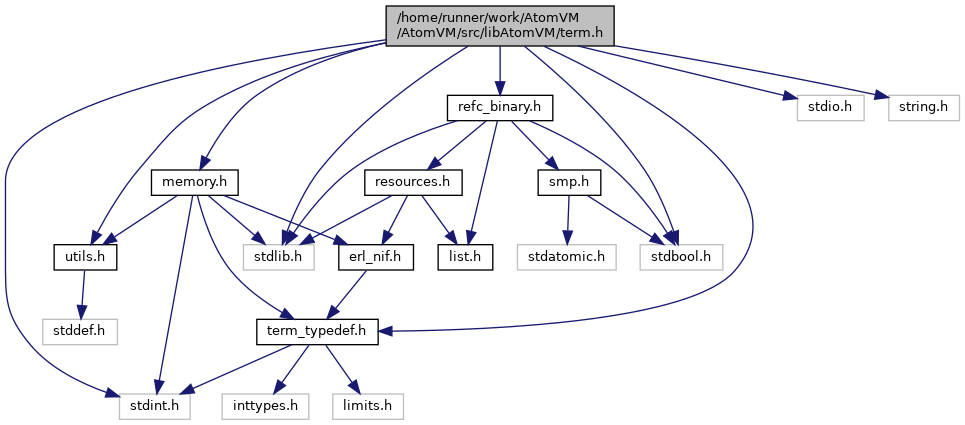 /home/runner/work/AtomVM
/AtomVM/src/libAtomVM/term.h
refc_binary.h
stdio.h
string.h
memory.h
resources.h
smp.h
utils.h
stdlib.h
erl_nif.h
list.h
stdatomic.h
stdbool.h
stddef.h
term_typedef.h
stdint.h
inttypes.h
limits.h